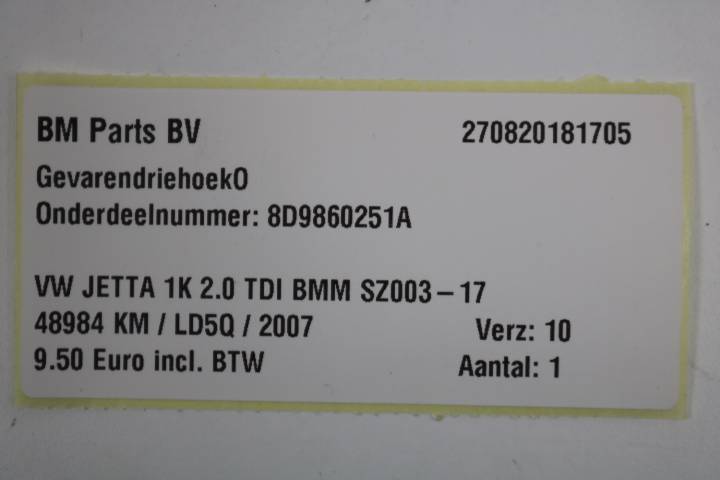 BM Parts BV 270820181705
GevarendriehoekO
Onderdeelnummer: 8D9860251A
VW JETTA 1K 2.0 TDI BMM SZ003-17
48984 KM / LD5Q / 2007 Verz: 10
9.50 Euro incl. BTW Aantal: 1